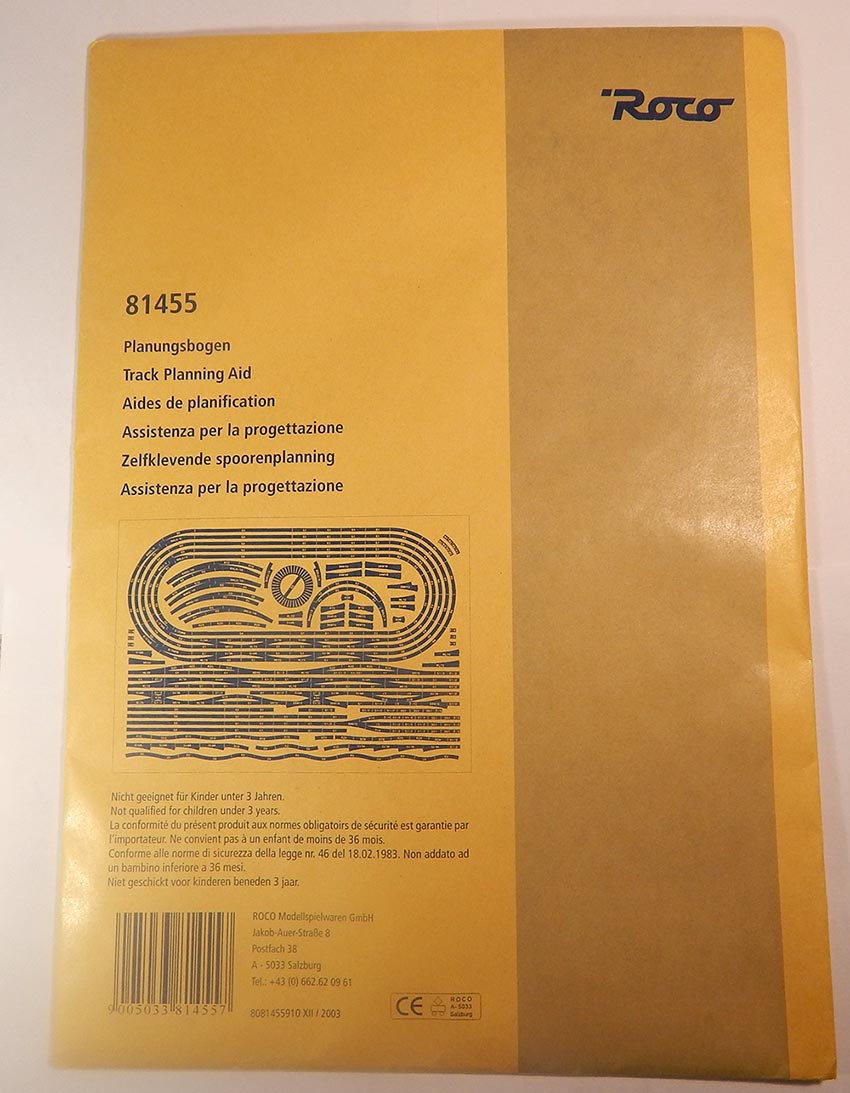 Roco
81455
Planungsbogen
Track Planning Aid
Aides de planification
Assistenza per la progettazione
Zelfklevende spoorenplanning
Assistenza per la progettazione
Nicht geeignet für Kinder unter 3 Jahren.
Not qualified for children under 3 years.
La conformité du présent produit aux normes obligatoirs de sécurité est garantie par
l'importateur. Ne convient pas à un enfant de moins de 36 mois.
Conforme alle norme di sicurezza della legge nr. 46 del 18.02.1983. Non addato ad
un bambino inferiore a 36 mesi.
Niet geschickt voor kinderen beneden 3 jaar.
ROCO Modellspielwaren GmbH
Jakob-Auer-Straße 8
Postfach 38
A - 5033 Salzburg
Tel.: +43 (0) 662.62 09 61
9 005033 814557
8081455910 XII / 2003
CE
ROCO
A- 5033
Salzburg